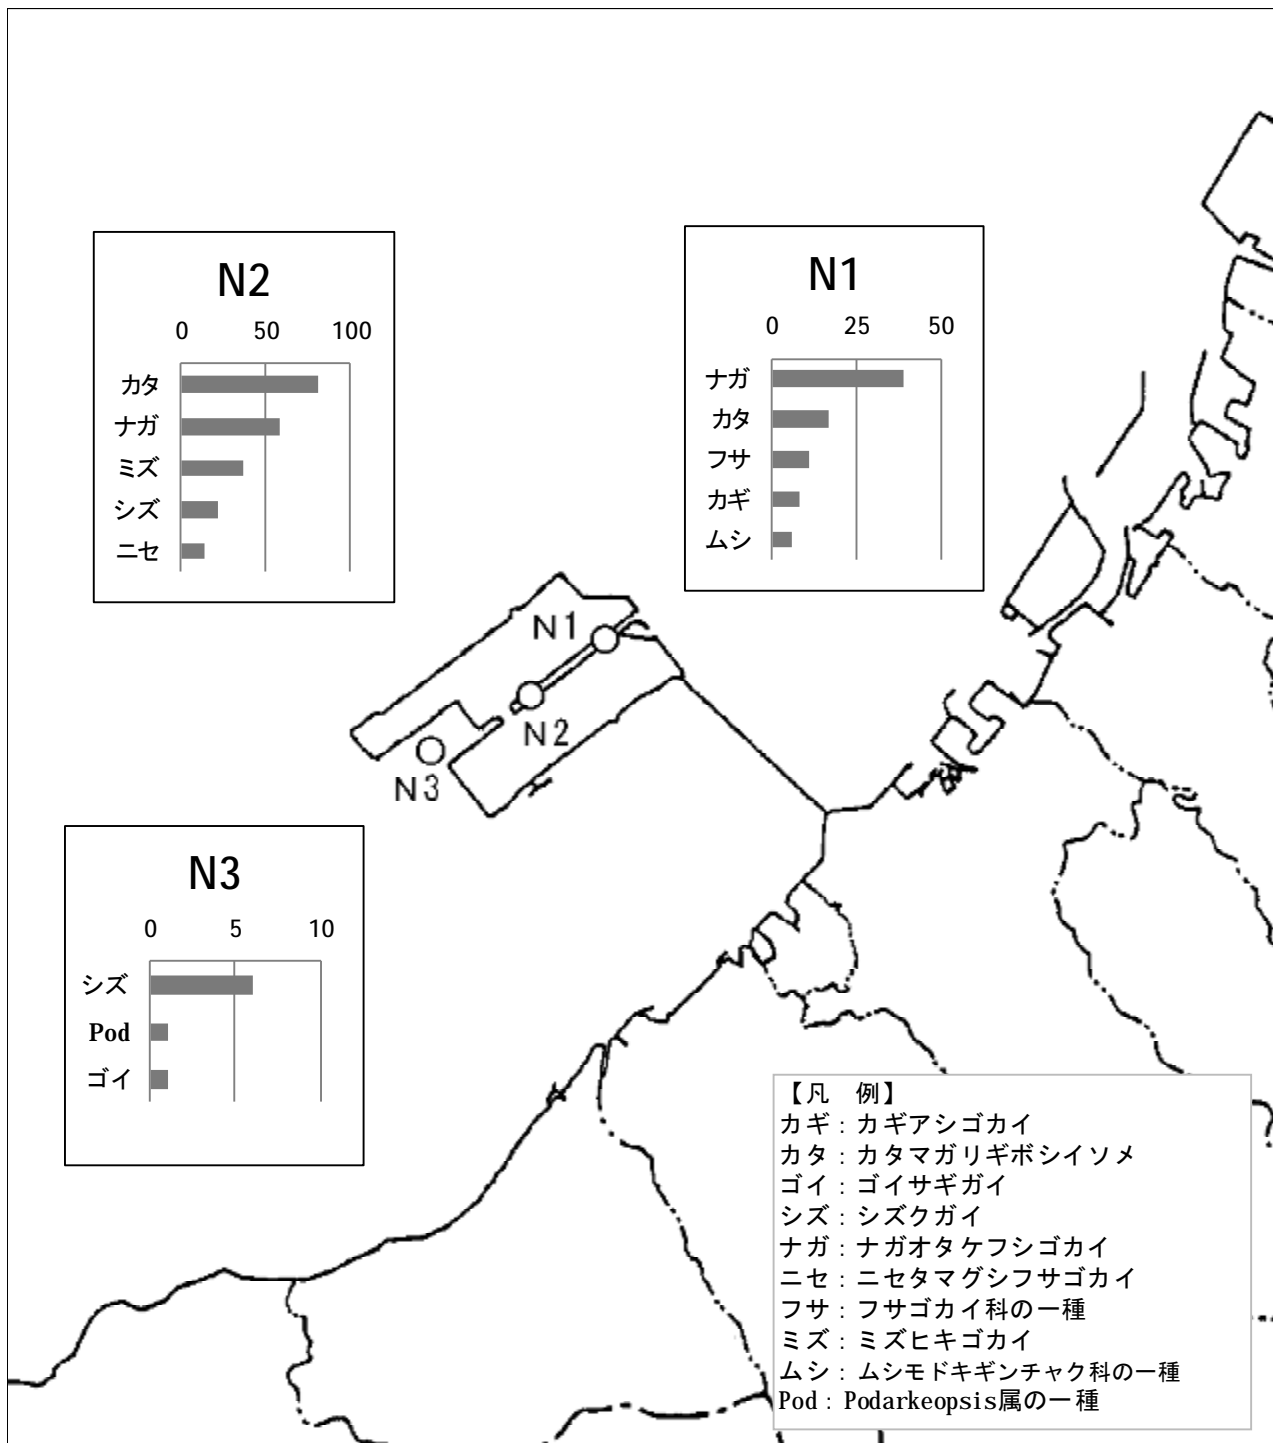 N2
0 50 100
カタ
ナガ
ミズ
シズ
ニセ
N1
0 25 50
ナガ
カタ
フサ
カギ
ムシ
N1
N2
N3
N3
0 5 10
シズ
Pod
ゴイ
【凡　例】
カギ：カギアシゴカイ
カタ：カタマガリギボシイソメ
ゴイ：ゴイサギガイ
シズ：シズクガイ
ナガ：ナガオタケフシゴカイ
ニセ：ニセタマグシフサゴカイ
フサ：フサゴカイ科の一種
ミズ：ミズヒキゴカイ
ムシ：ムシモドキギンチャク科の一種
Pod：Podarkeopsis属の一種